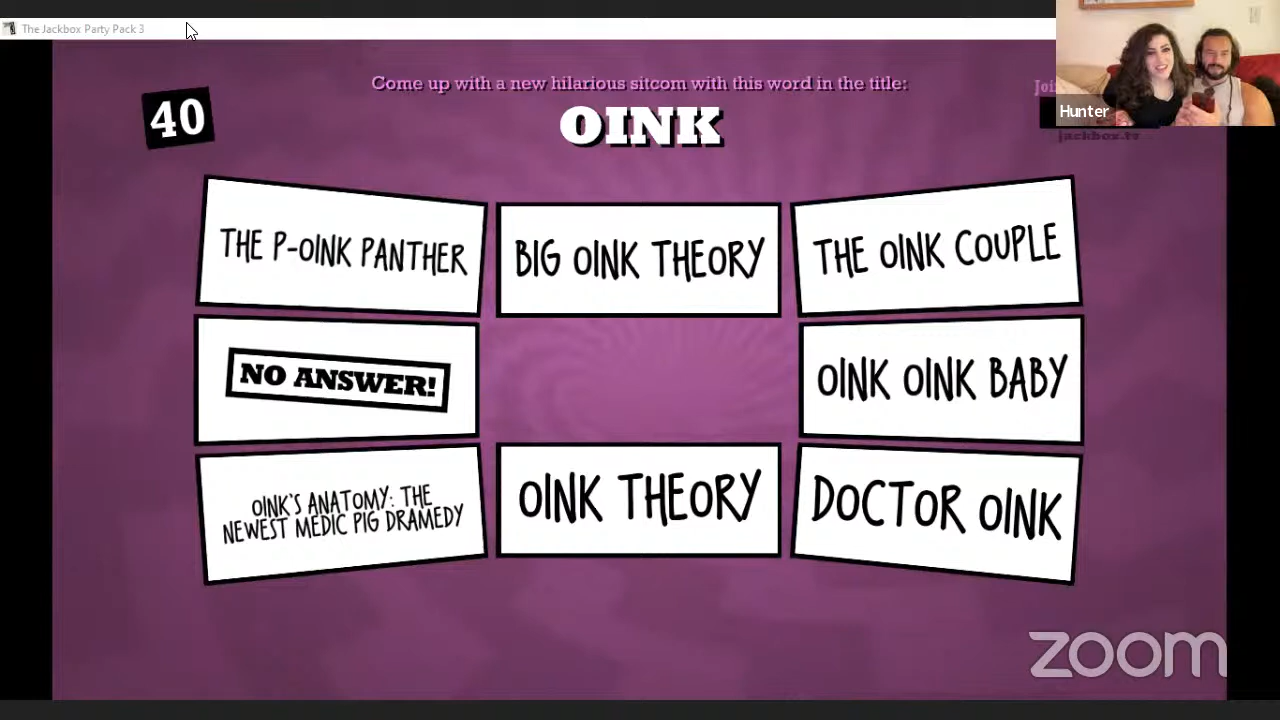 The Jackbox Party Pack 3
Come up with a new hilarious sitcom with this word in the title:
40
OINK
Hunter
jackbox.tv
THE P-OINK PANTHER
BIG OINK THEORY
THE OINK COUPLE
NO ANSWER!
OINK OINK BABY
OINK'S ANATOMY: THE
NEWEST MEDIC PIG DRAMEDY
OINK THEORY
DOCTOR OINK
zoom